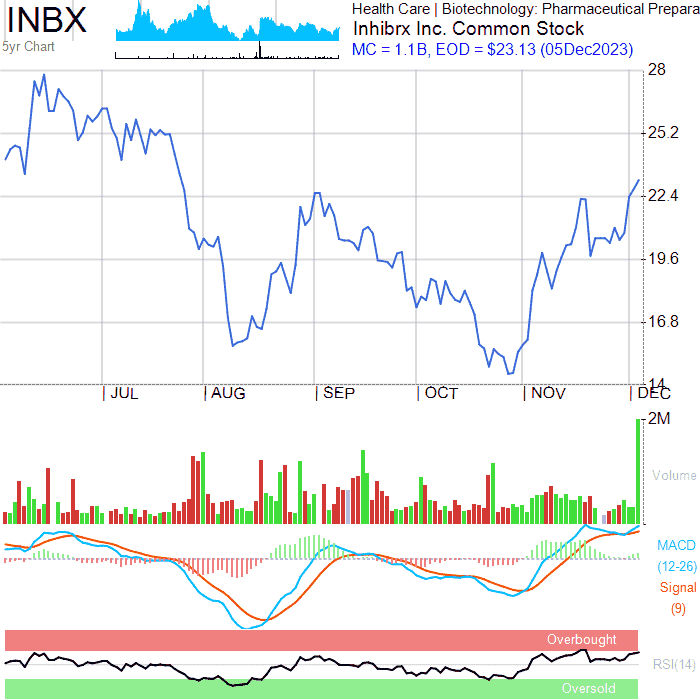 INBX
5yr Chart
Health Care | Biotechnology: Pharmaceutical Prepara
Inhibrx Inc. Common Stock
MC = 1.1B, EOD = $23.13 (05Dec2023)
28
25.2
22.4
19.6
16.8
14
JUL
AUG
SEP
OCT
NOV
DEC
2M
Volume
MACD
(12-26)
Signal
(9)
Overbought
RSI(14)
Oversold